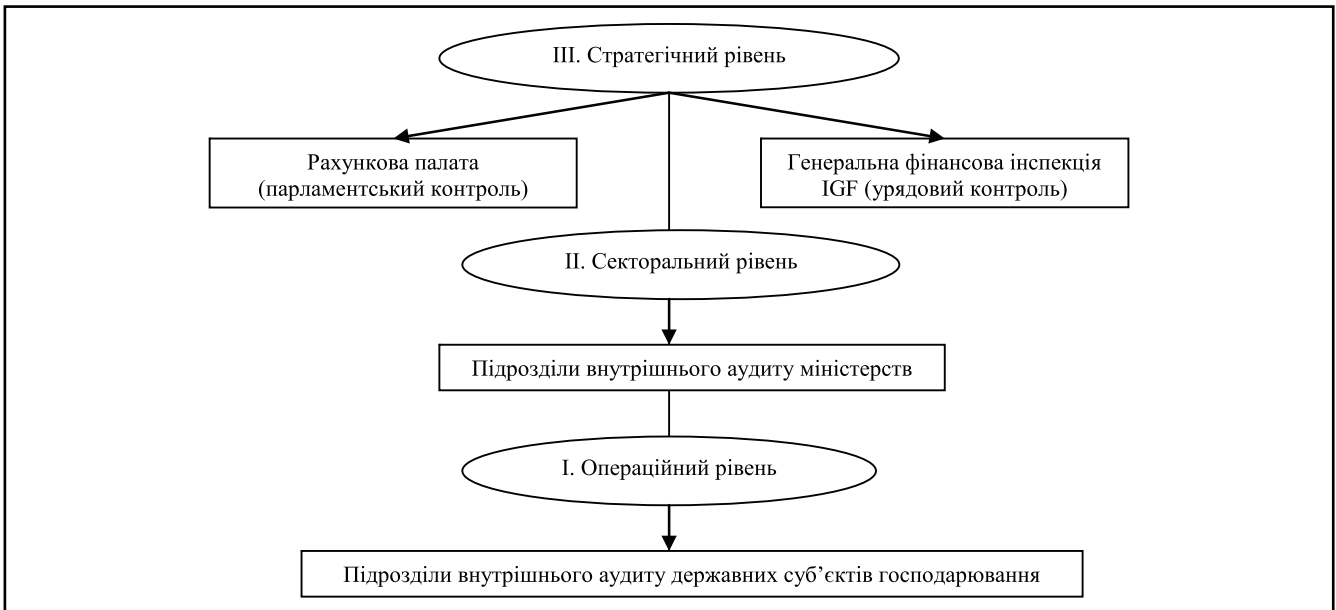 III. Стратегічний рівень
Рахункова палата
(парламентський контроль)
Генеральна фінансова інспекція
IGF (урядовий контроль)
II. Секторальний рівень
Підрозділи внутрішнього аудиту міністерств
I. Операційний рівень
Підрозділи внутрішнього аудиту державних суб’єктів господарювання